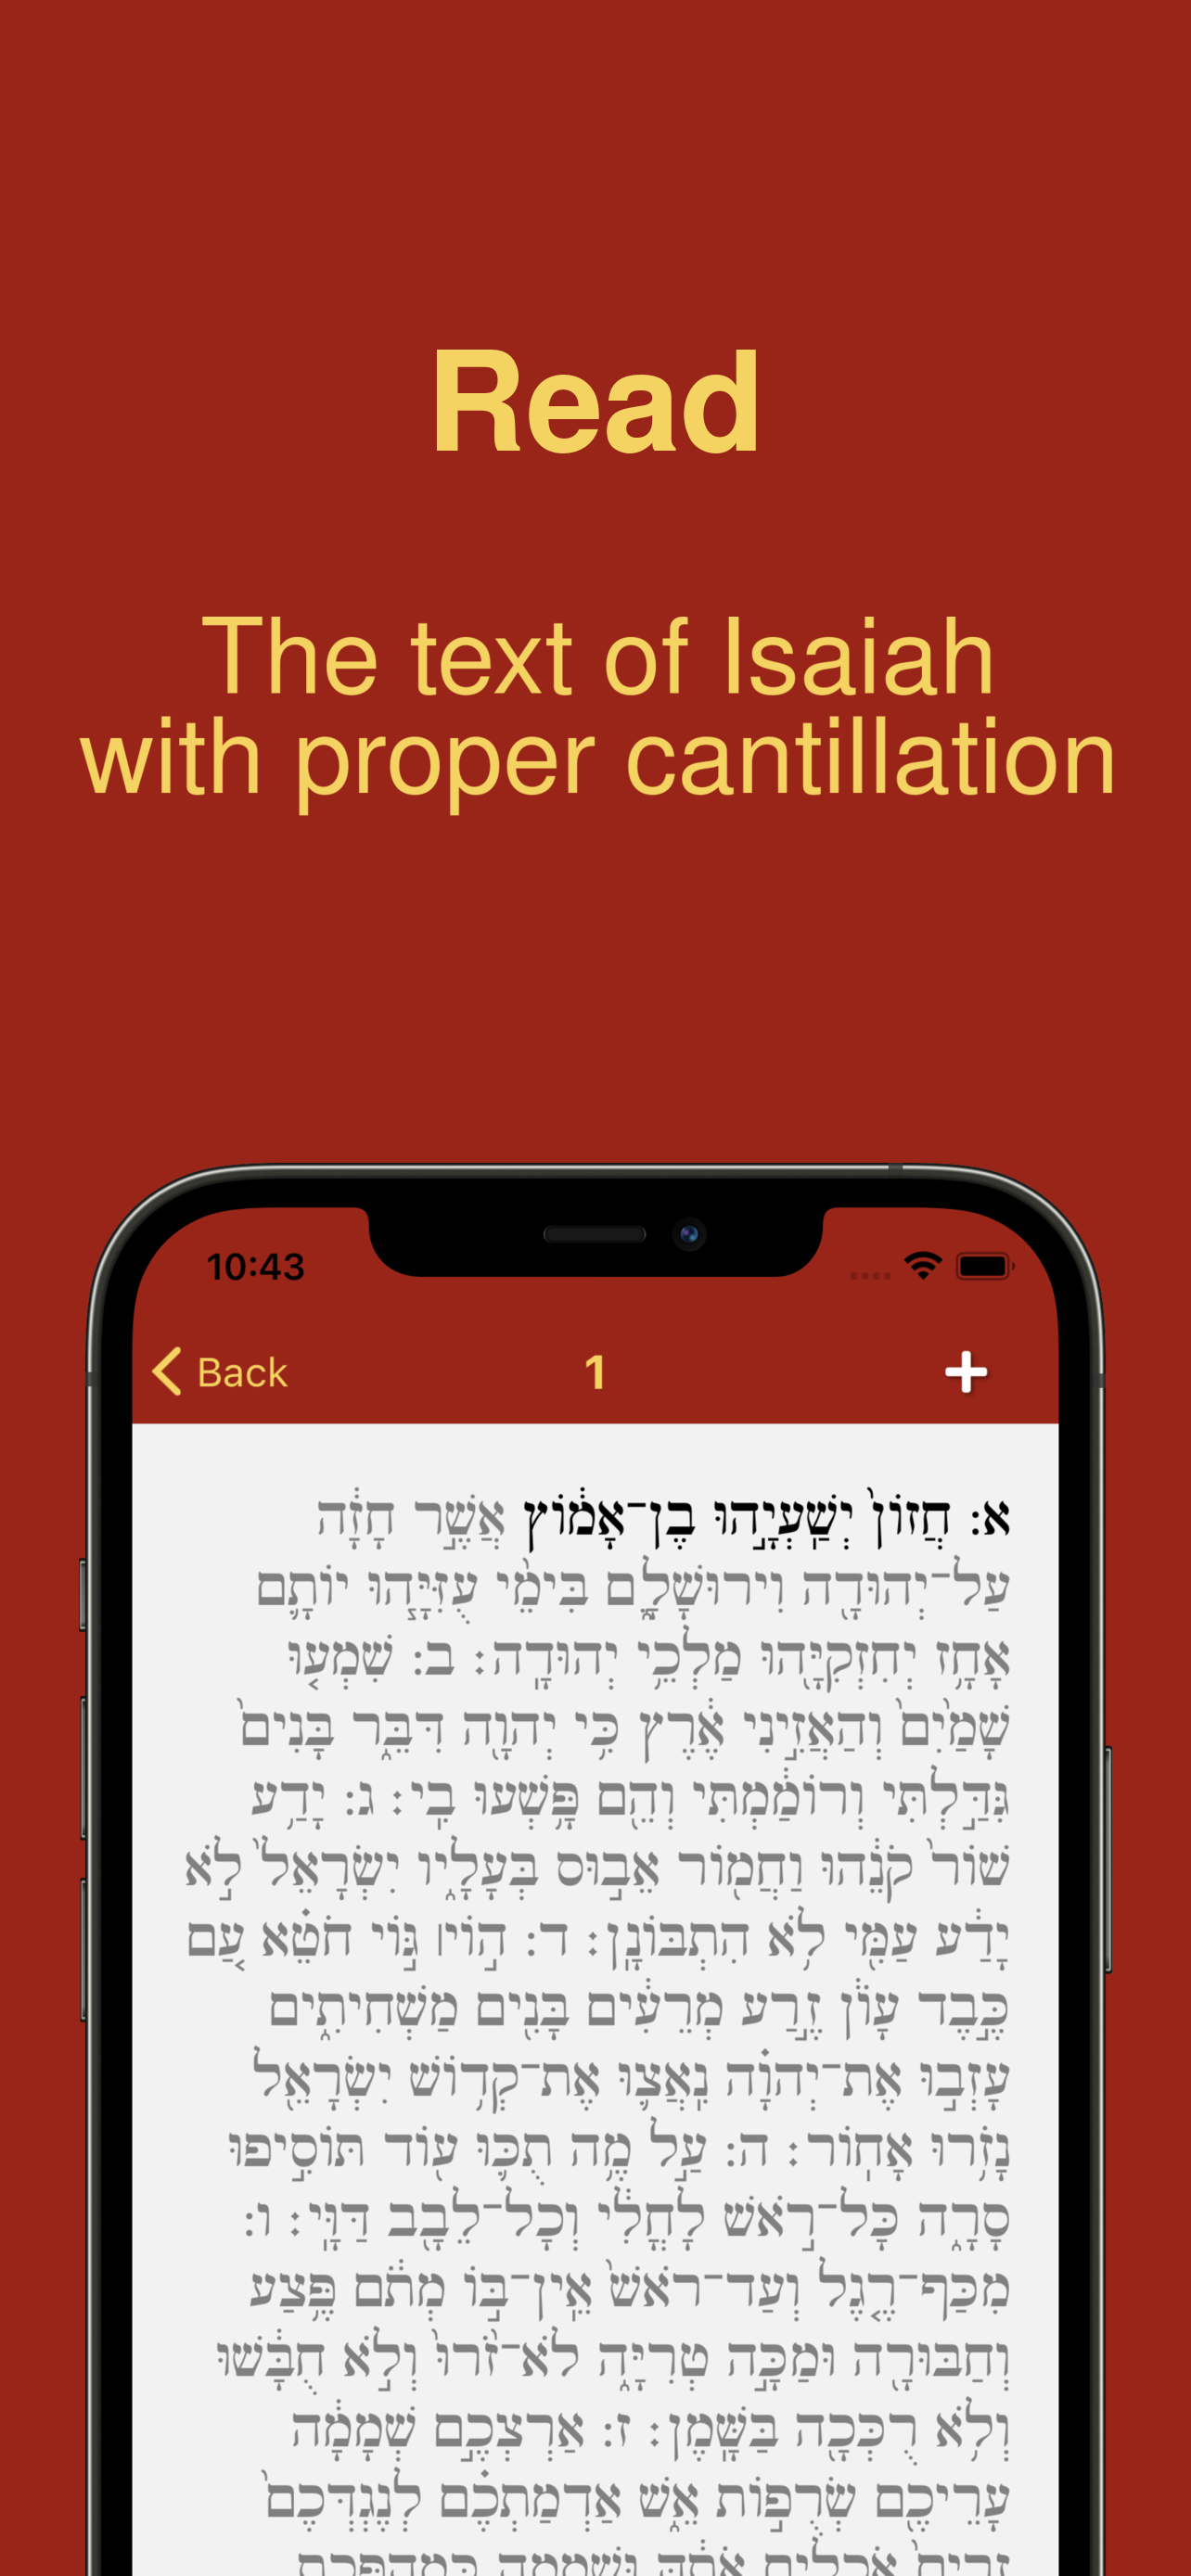 Read
The text of Isaiah
with proper cantillation
10:43
Back
1
א: חֲזוֹן֙ יְשַֽׁעְיָ֣הוּ בֶן־אָמ֔וֹץ אֲשֶׁ֣ר חָזָ֔ה
עַל־יְהוּדָ֖ה וִירוּשָׁלִָ֑ם בִּימֵ֨י עֻזִּיָּ֧הוּ יוֹתָ֛ם
אָחָ֥ז יְחִזְקִיָּ֖הוּ מַלְכֵ֥י יְהוּדָֽה׃ ב: שִׁמְע֤וּ
שָׁמַ֙יִם֙ וְהַאֲזִ֣ינִי אֶ֔רֶץ כִּ֥י יְהוָ֖ה דִּבֵּ֑ר בָּנִים֙
גִּדַּ֣לְתִּי וְרוֹמַ֔מְתִּי וְהֵ֖ם פָּ֥שְׁעוּ בִֽי׃ ג: יָדַ֥ע
שׁוֹר֙ קֹנֵ֔הוּ וַחֲמ֖וֹר אֵב֣וּס בְּעָלָ֑יו יִשְׂרָאֵל֙ לֹ֣א
יָדַ֔ע עַמִּ֖י לֹ֥א הִתְבּוֹנָֽן׃ ד: ה֣וֹי׀ גּ֣וֹי חֹטֵ֗א עַ֚ם
כֶּ֣בֶד עָוֺ֔ן זֶ֣רַע מְרֵעִ֔ים בָּנִ֖ים מַשְׁחִיתִ֑ים
עָזְב֣וּ אֶת־יְהוָ֗ה נִֽאֲצ֛וּ אֶת־קְד֥וֹשׁ יִשְׂרָאֵ֖ל
נָזֹ֥רוּ אָחֽוֹר׃ ה: עַ֣ל מֶ֥ה תֻכּ֛וּ ע֖וֹד תּוֹסִ֣יפוּ
סָרָ֑ה כָּל־רֹ֣אשׁ לָחֳלִ֔י וְכָל־לֵבָ֖ב דַּוָּֽי׃ ו:
מִכַּף־רֶ֤גֶל וְעַד־רֹאשׁ֙ אֵֽין־בּ֣וֹ מְתֹ֔ם פֶּ֥צַע
וְחַבּוּרָ֖ה וּמַכָּ֣ה טְרִיָּ֑ה לֹא־זֹ֙רוּ֙ וְלֹ֣א חֻבָּ֔שׁוּ
וְלֹ֥א רֻכְּכָ֖ה בַּשָּֽׁמֶן׃ ז: אַרְצְכֶ֣ם שְׁמָמָ֔ה
עָרֵיכֶ֖ם שְׂרֻפ֣וֹת אֵ֑שׁ אַדְמַתְכֶ֗ם לְנֶגְדְּכֶם֙